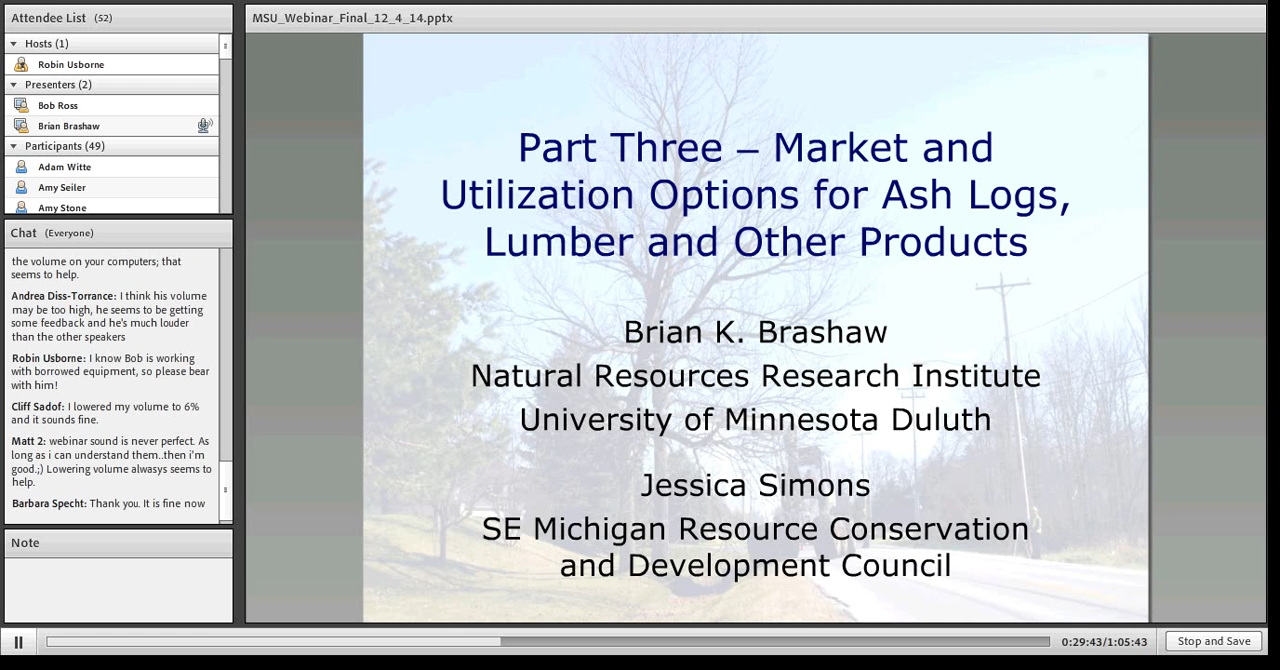 Attendee List (52)
Hosts (1)
Robin Usborne
Presenters (2)
Bob Ross
Brian Brashaw
Participants (49)
Adam Witte
Amy Seiler
Amy Stone
Chat (Everyone)
the volume on your computers; that
seems to help.
Andrea Diss-Torrance: I think his volume
may be too high, he seems to be getting
some feedback and he's much louder
than the other speakers
Robin Usborne: I know Bob is working
with borrowed equipment, so please bear
with him!
Cliff Sadof: I lowered my volume to 6%
and it sounds fine.
Matt 2: webinar sound is never perfect. As
long as i can understand them..then i'm
good.;) Lowering volume alwasys seems to
help.
Barbara Specht: Thank you. It is fine now
Note
MSU_Webinar_Final_12_4_14.pptx
Part Three – Market and
Utilization Options for Ash Logs,
Lumber and Other Products
Brian K. Brashaw
Natural Resources Research Institute
University of Minnesota Duluth
Jessica Simons
SE Michigan Resource Conservation
and Development Council
0:29:43/1:05:43
Stop and Save